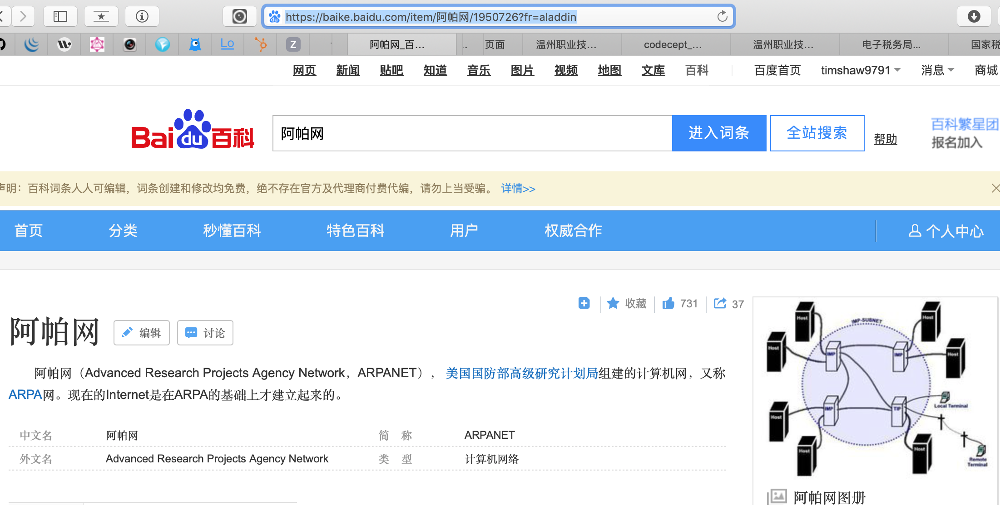 https://baike.baidu.com/item/阿帕网/1950726?fr=aladdin
Lo Z 阿帕网_百... 页面 温州职业技... codecept_... 温州职业技... 电子税务局... 国家税
网页 新闻 贴吧 知道 音乐 图片 视频 地图 文库 百科 百度首页 timshaw9791 消息 商城
Bai du 百科 阿帕网 进入词条 全站搜索 帮助
百科繁星团
报名加入
声明：百科词条人人可编辑，词条创建和修改均免费，绝不存在官方及代理商付费代编，请勿上当受骗。 详情>>
首页 分类 秒懂百科 特色百科 用户 权威合作 个人中心
收藏 731 37
阿帕网 编辑 讨论
阿帕网（Advanced Research Projects Agency Network，ARPANET）， 美国国防部高级研究计划局组建的计算机网，又称
ARPA网。现在的Internet是在ARPA的基础上才建立起来的。
中文名 阿帕网 简 称 ARPANET
外文名 Advanced Research Projects Agency Network 类 型 计算机网络
IMP-SUBNET
Host
Host
Host
Host
IMP
IMP
IMP
TIP
Local Terminal
Host
Host
Host
Remote
Terminal
阿帕网图册